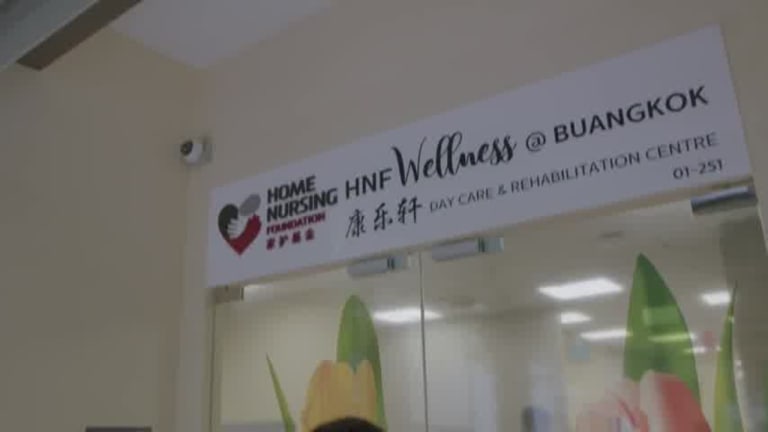 HOME
NURSING
FOUNDATION
家护基金
HNF Wellness @ BUANGKOK
康乐轩 DAY CARE & REHABILITATION CENTRE
01-251